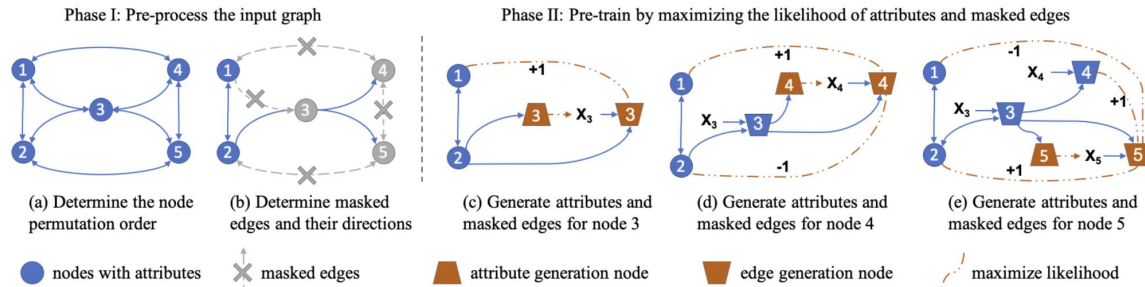 Phase I: Pre-process the input graph
Phase II: Pre-train by maximizing the likelihood of attributes and masked edges
1
4
3
2
5
1
4
3
2
5
+1
1
3
X3
3
2
+1
1
4
X4
4
X3
3
2
-1
-1
1
X4
4
X3
3
+1
2
5
X5
5
+1
(a) Determine the node
permutation order
(b) Determine masked
edges and their directions
(c) Generate attributes and
masked edges for node 3
(d) Generate attributes and
masked edges for node 4
(e) Generate attributes and
masked edges for node 5
nodes with attributes
masked edges
attribute generation node
edge generation node
maximize likelihood